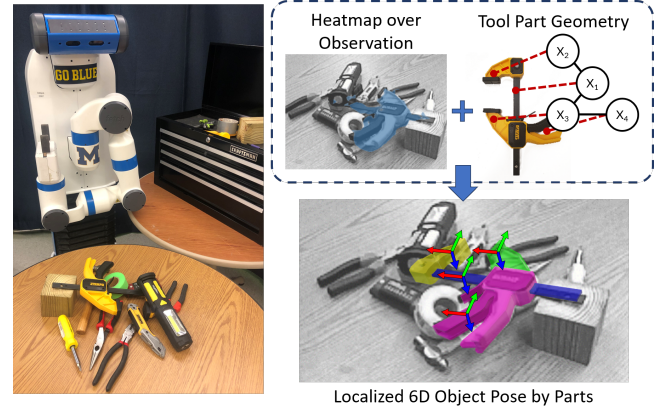 GO BLUE
M
CRAFTSMAN
Heatmap over
Observation
Tool Part Geometry
X2
X1
X3
X4
+
Localized 6D Object Pose by Parts